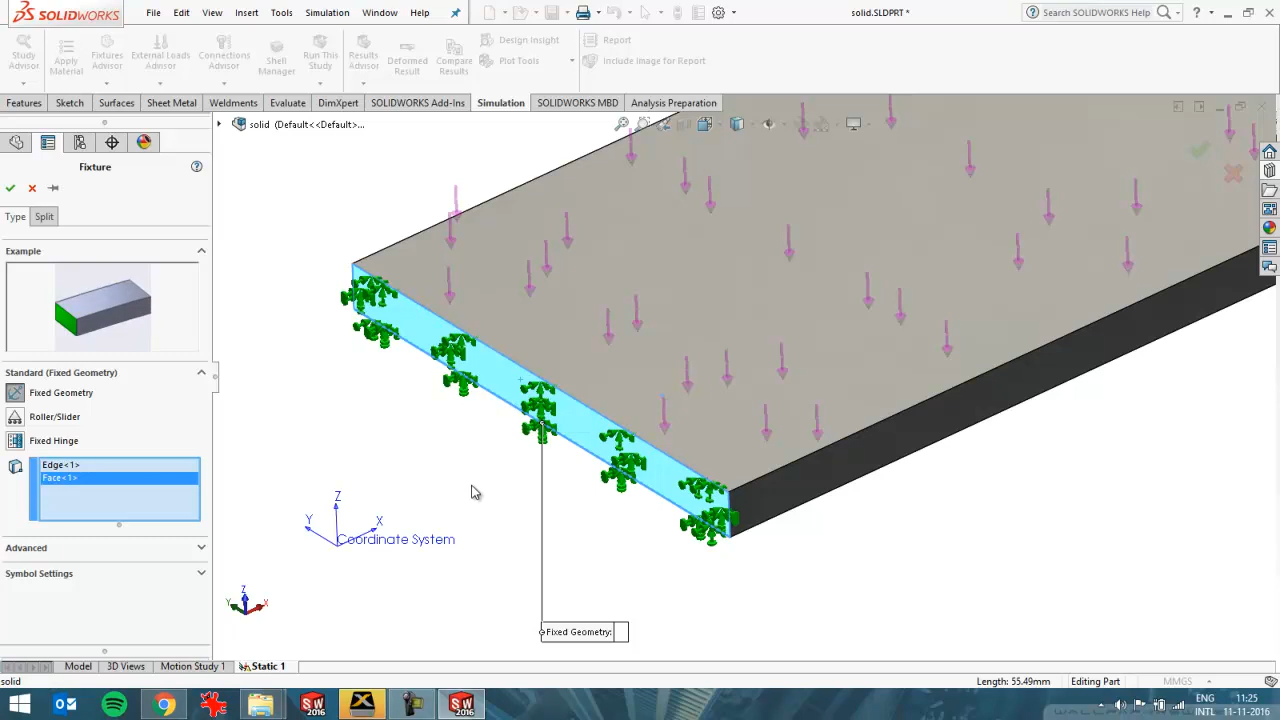 SOLIDWORKS File Edit View Insert Tools Simulation Window Help solid.SLDPRT * Search SOLIDWORKS Help
Study Advisor
Apply Material
Fixtures Advisor
External Loads Advisor
Connections Advisor
Shell Manager
Run This Study
Results Advisor
Deformed Result
Compare Results
Design Insight
Plot Tools
Report
Include Image for Report
Features Sketch Surfaces Sheet Metal Weldments Evaluate DimXpert SOLIDWORKS Add-Ins Simulation SOLIDWORKS MBD Analysis Preparation
solid (Default<<Default>...
Fixture
Type Split
Example
Standard (Fixed Geometry)
Fixed Geometry
Roller/Slider
Fixed Hinge
Edge<1>
Face<1>
Advanced
Symbol Settings
Z
Y
X
Coordinate System
Z
Y
X
Fixed Geometry:
Model 3D Views Motion Study 1 Static 1
solid Length: 55.49mm Editing Part MMGS
SW 2016
SW 2016
ENG 11:25
INTL 11-11-2016